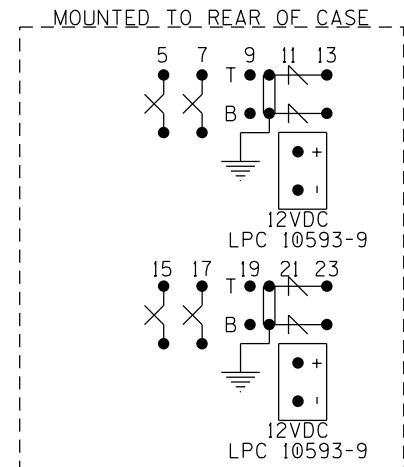 MOUNTED TO REAR OF CASE
5 7 9 11 13
T
B
+
-
12VDC
LPC 10593-9
15 17 19 21 23
T
B
+
-
12VDC
LPC 10593-9